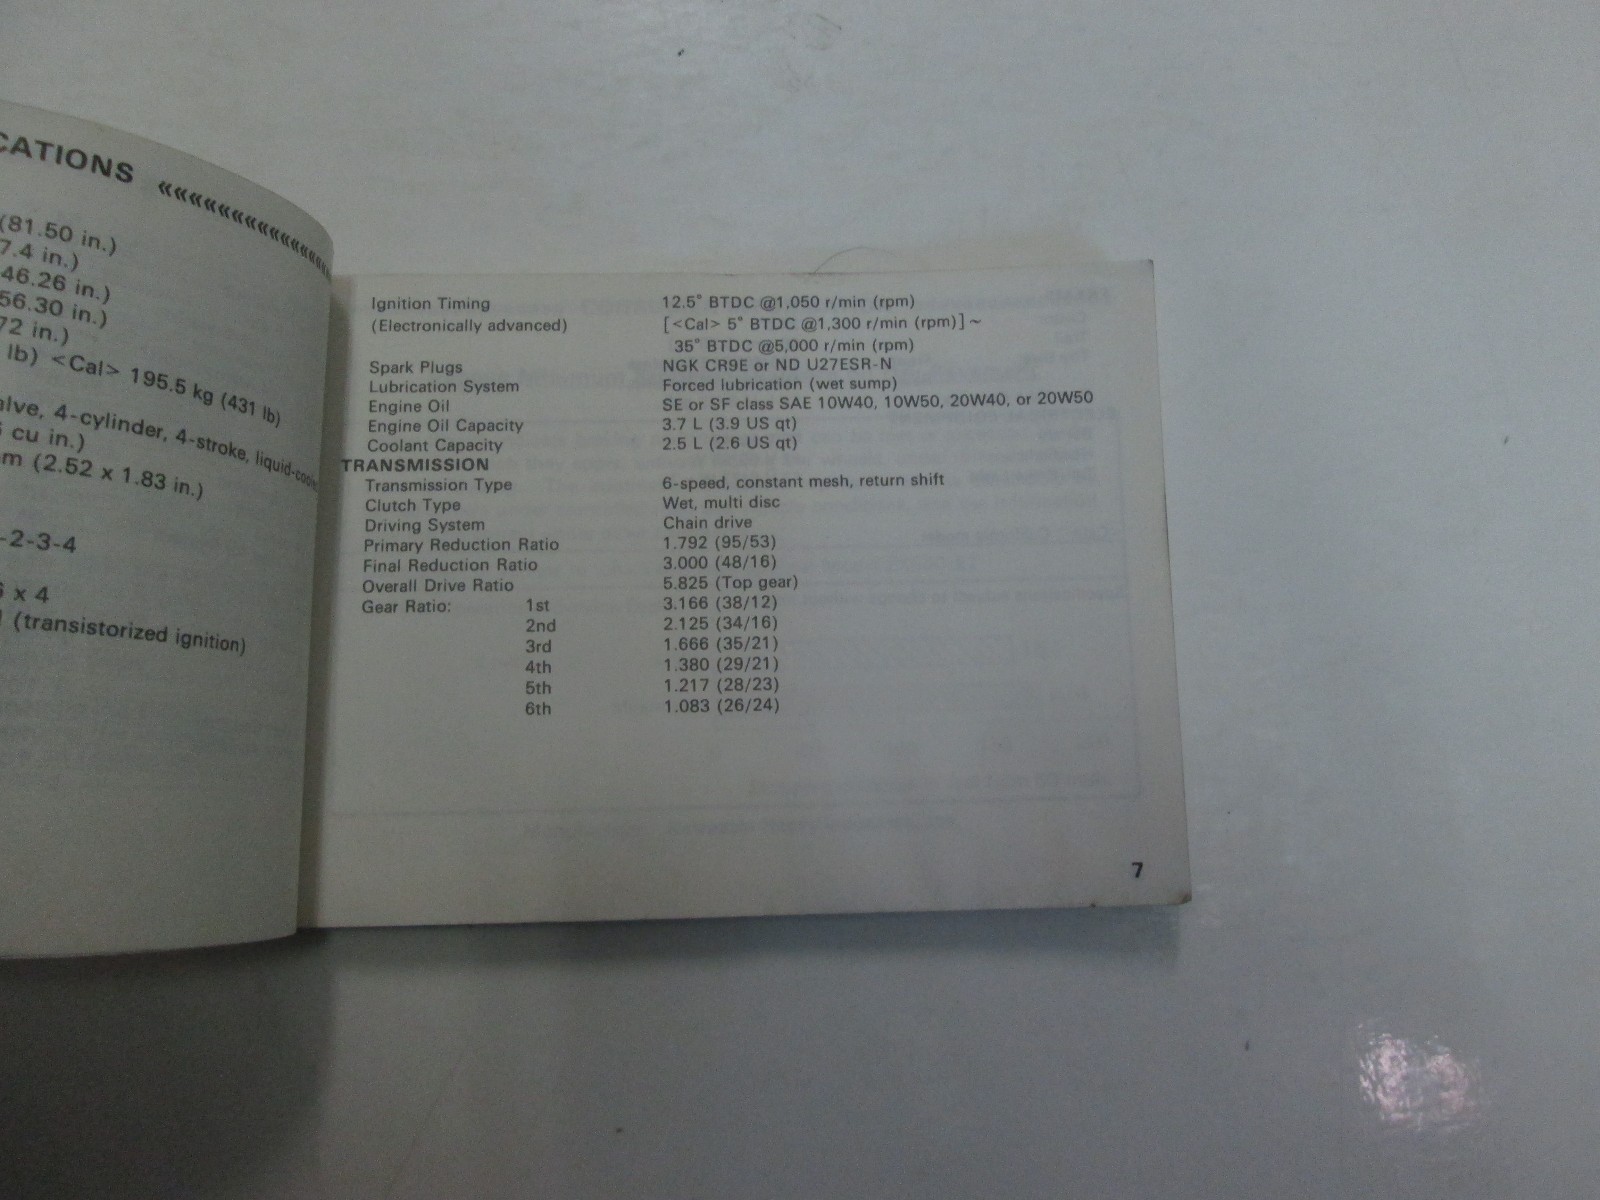 CATIONS «««««««««««««
(81.50 in.)
7.4 in.)
46.26 in.)
56.30 in.)
72 in.)
lb) <Cal> 195.5 kg (431 lb)
alve, 4-cylinder, 4-stroke,
cu in.)
m (2.52 x 1.83 in.)
-2-3-4
x 4
(transistorized ignition)
Ignition Timing 12.5° BTDC @1,050 r/min (rpm)
(Electronically advanced) [<Cal> 5° BTDC @1,300 r/min (rpm)] ~
35° BTDC @5,000 r/min (rpm)
Spark Plugs NGK CR9E or ND U27ESR-N
Lubrication System Forced lubrication (wet sump)
Engine Oil SE or SF class SAE 10W40, 10W50, 20W40, or 20W50
Engine Oil Capacity 3.7 L (3.9 US qt)
Coolant Capacity 2.5 L (2.6 US qt)
TRANSMISSION
Transmission Type 6-speed, constant mesh, return shift
Clutch Type Wet, multi disc
Driving System Chain drive
Primary Reduction Ratio 1.792 (95/53)
Final Reduction Ratio 3.000 (48/16)
Overall Drive Ratio 5.825 (Top gear)
Gear Ratio: 1st 3.166 (38/12)
2nd 2.125 (34/16)
3rd 1.666 (35/21)
4th 1.380 (29/21)
5th 1.217 (28/23)
6th 1.083 (26/24)
7